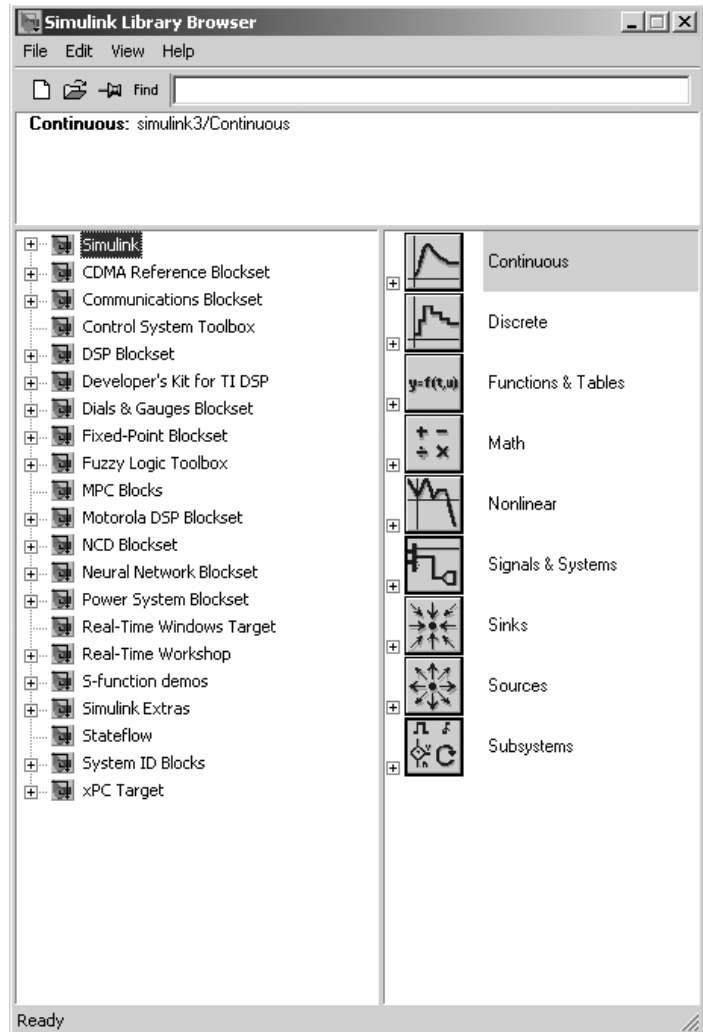 Simulink Library Browser
File Edit View Help
Find
Continuous: simulink3/Continuous
Simulink
CDMA Reference Blockset
Communications Blockset
Control System Toolbox
DSP Blockset
Developer's Kit for TI DSP
Dials & Gauges Blockset
Fixed-Point Blockset
Fuzzy Logic Toolbox
MPC Blocks
Motorola DSP Blockset
NCD Blockset
Neural Network Blockset
Power System Blockset
Real-Time Windows Target
Real-Time Workshop
S-function demos
Simulink Extras
Stateflow
System ID Blocks
xPC Target
Continuous
Discrete
y=f(t,u)
Functions & Tables
+ −
÷ ×
Math
Nonlinear
Signals & Systems
Sinks
Sources
Subsystems
Ready